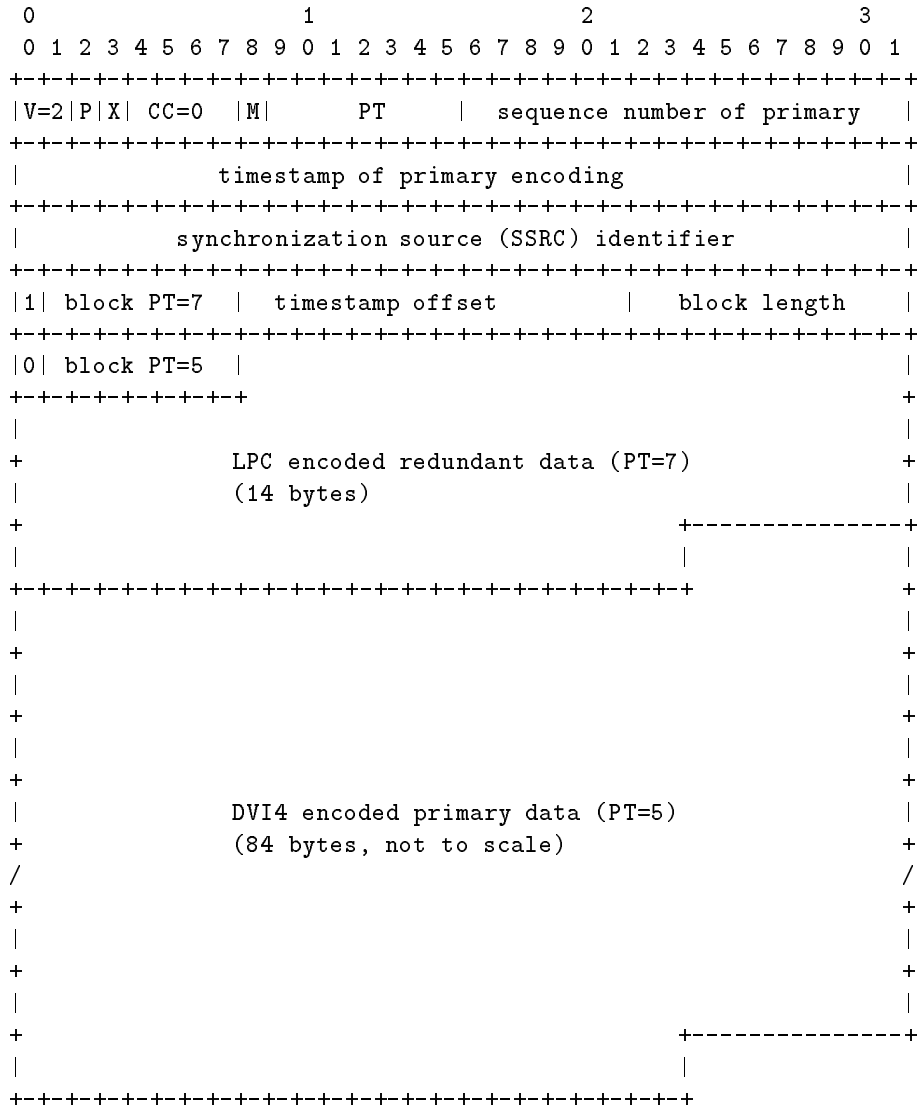 0                   1                   2                   3
 0 1 2 3 4 5 6 7 8 9 0 1 2 3 4 5 6 7 8 9 0 1 2 3 4 5 6 7 8 9 0 1
+-+-+-+-+-+-+-+-+-+-+-+-+-+-+-+-+-+-+-+-+-+-+-+-+-+-+-+-+-+-+-+-+
|V=2|P|X| CC=0  |M|      PT     |  sequence number of primary   |
+-+-+-+-+-+-+-+-+-+-+-+-+-+-+-+-+-+-+-+-+-+-+-+-+-+-+-+-+-+-+-+-+
|              timestamp of primary encoding                    |
+-+-+-+-+-+-+-+-+-+-+-+-+-+-+-+-+-+-+-+-+-+-+-+-+-+-+-+-+-+-+-+-+
|           synchronization source (SSRC) identifier            |
+-+-+-+-+-+-+-+-+-+-+-+-+-+-+-+-+-+-+-+-+-+-+-+-+-+-+-+-+-+-+-+-+
|1| block PT=7  |  timestamp offset         |   block length    |
+-+-+-+-+-+-+-+-+-+-+-+-+-+-+-+-+-+-+-+-+-+-+-+-+-+-+-+-+-+-+-+-+
|0| block PT=5  |                                               |
+-+-+-+-+-+-+-+-+                                               +
|                                                               |
+               LPC encoded redundant data (PT=7)               +
|               (14 bytes)                                      |
+                                               +---------------+
|                                               |               |
+-+-+-+-+-+-+-+-+-+-+-+-+-+-+-+-+-+-+-+-+-+-+-+-+               +
|                                                               |
+                                                               +
|                                                               |
+                                                               +
|                                                               |
+                                                               +
|               DVI4 encoded primary data (PT=5)                |
+               (84 bytes, not to scale)                        +
/                                                               /
+                                                               +
|                                                               |
+                                                               +
|                                                               |
+                                               +---------------+
|                                               |
+-+-+-+-+-+-+-+-+-+-+-+-+-+-+-+-+-+-+-+-+-+-+-+-+